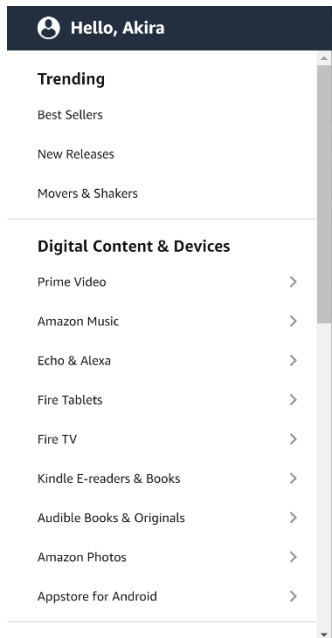 Hello, Akira
Trending
Best Sellers
New Releases
Movers & Shakers
Digital Content & Devices
Prime Video
Amazon Music
Echo & Alexa
Fire Tablets
Fire TV
Kindle E-readers & Books
Audible Books & Originals
Amazon Photos
Appstore for Android